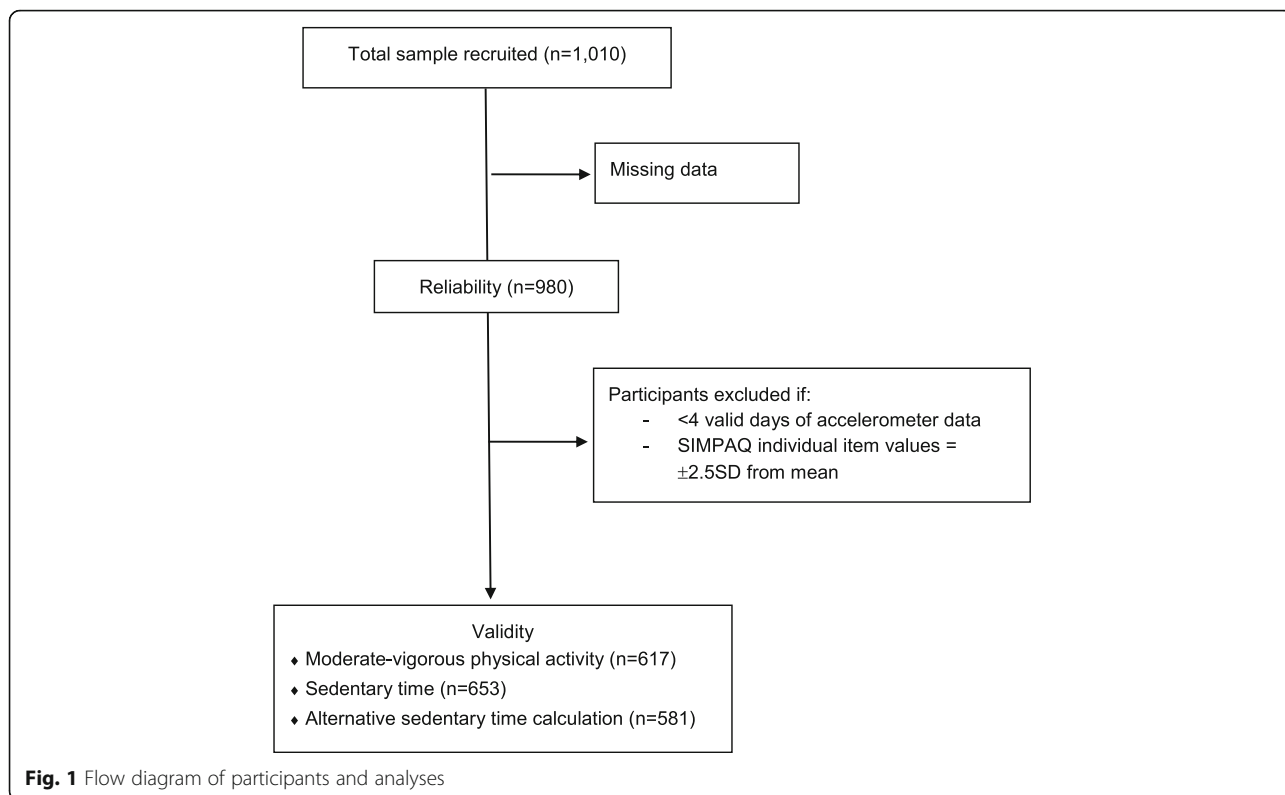 Total sample recruited (n=1,010)
Missing data
Reliability (n=980)
Participants excluded if:
- <4 valid days of accelerometer data
- SIMPAQ individual item values =
±2.5SD from mean
Validity
♦ Moderate-vigorous physical activity (n=617)
♦ Sedentary time (n=653)
♦ Alternative sedentary time calculation (n=581)
Fig. 1 Flow diagram of participants and analyses